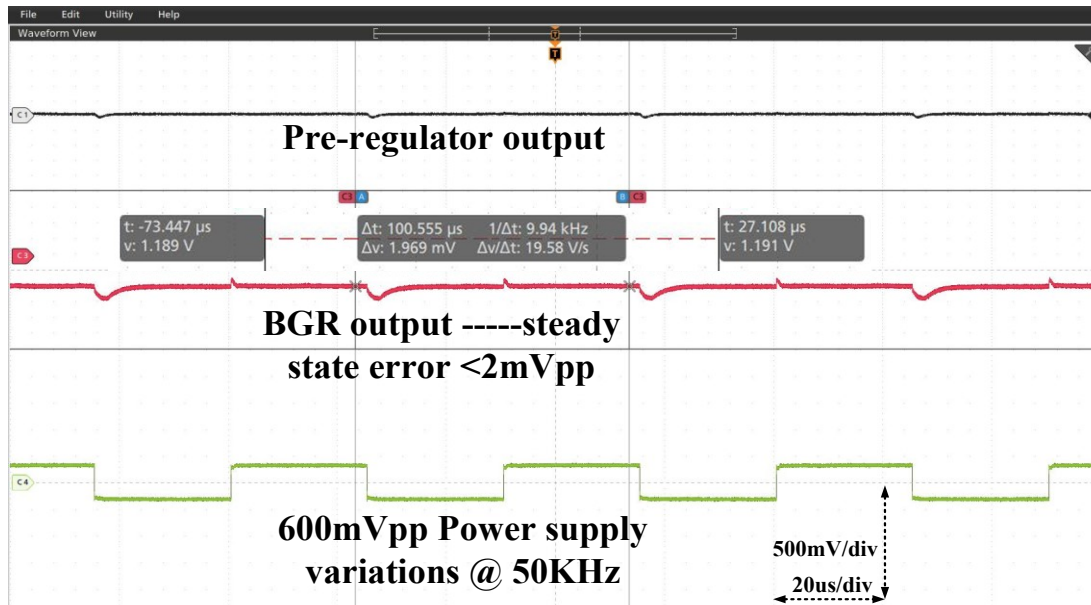 File Edit Utility Help
Waveform View
T
T
C1
Pre-regulator output
C3 A
B C3
t: -73.447 µs
v: 1.189 V
Δt: 100.555 µs 1/Δt: 9.94 kHz
Δv: 1.969 mV Δv/Δt: 19.58 V/s
t: 27.108 µs
v: 1.191 V
C3
BGR output -----steady
state error <2mVpp
C4
600mVpp Power supply
variations @ 50KHz
500mV/div
20us/div